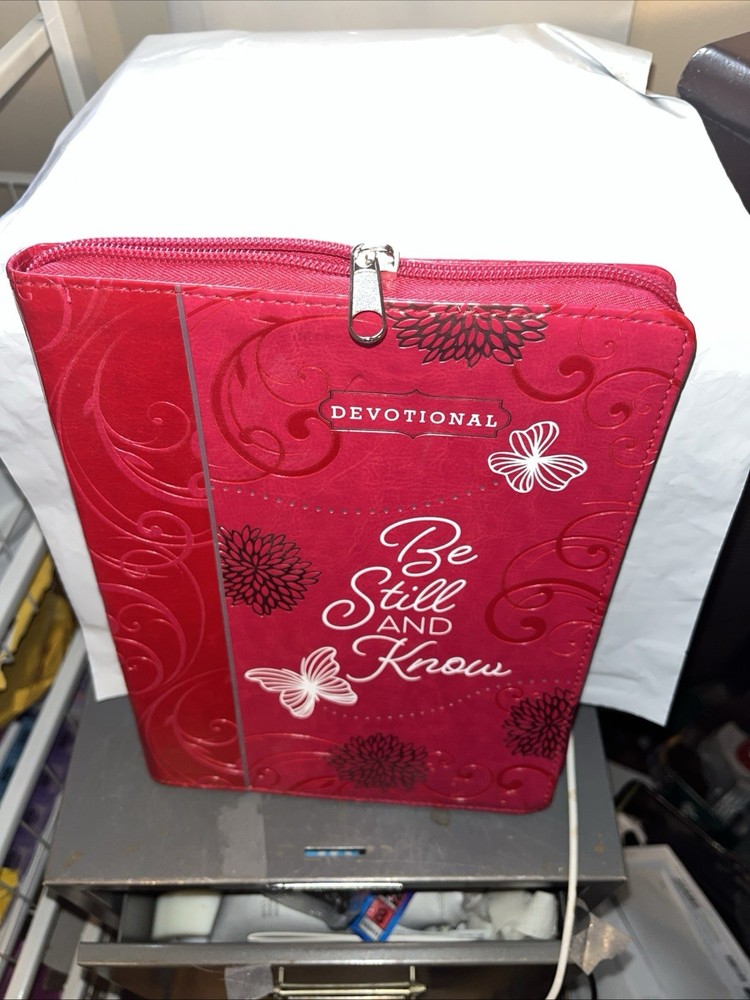 DEVOTIONAL
Be
Still
AND
Know